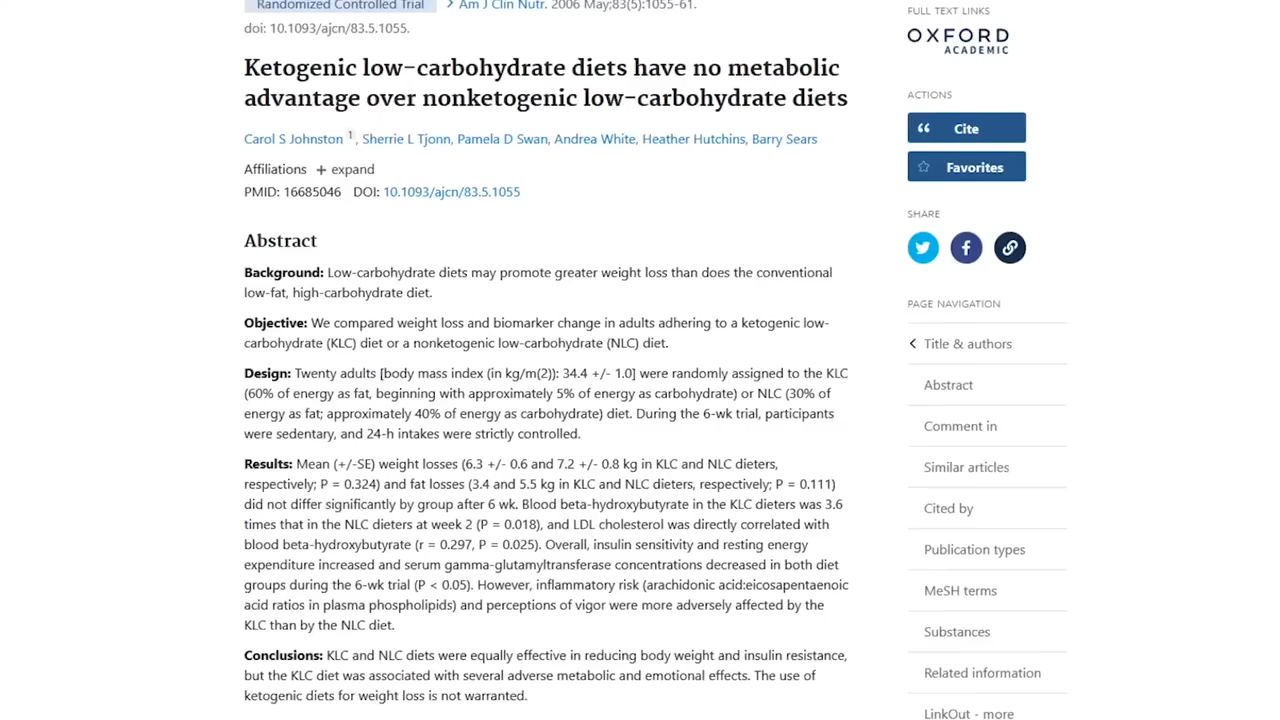 Randomized Controlled Trial > Am J Clin Nutr. 2006 May;83(5):1055-61.
doi: 10.1093/ajcn/83.5.1055.
Ketogenic low-carbohydrate diets have no metabolic
advantage over nonketogenic low-carbohydrate diets
Carol S Johnston 1, Sherrie L Tjonn, Pamela D Swan, Andrea White, Heather Hutchins, Barry Sears
Affiliations + expand
PMID: 16685046 DOI: 10.1093/ajcn/83.5.1055
Abstract
Background: Low-carbohydrate diets may promote greater weight loss than does the conventional
low-fat, high-carbohydrate diet.
Objective: We compared weight loss and biomarker change in adults adhering to a ketogenic low-
carbohydrate (KLC) diet or a nonketogenic low-carbohydrate (NLC) diet.
Design: Twenty adults [body mass index (in kg/m(2)): 34.4 +/- 1.0] were randomly assigned to the KLC
(60% of energy as fat, beginning with approximately 5% of energy as carbohydrate) or NLC (30% of
energy as fat; approximately 40% of energy as carbohydrate) diet. During the 6-wk trial, participants
were sedentary, and 24-h intakes were strictly controlled.
Results: Mean (+/-SE) weight losses (6.3 +/- 0.6 and 7.2 +/- 0.8 kg in KLC and NLC dieters,
respectively; P = 0.324) and fat losses (3.4 and 5.5 kg in KLC and NLC dieters, respectively; P = 0.111)
did not differ significantly by group after 6 wk. Blood beta-hydroxybutyrate in the KLC dieters was 3.6
times that in the NLC dieters at week 2 (P = 0.018), and LDL cholesterol was directly correlated with
blood beta-hydroxybutyrate (r = 0.297, P = 0.025). Overall, insulin sensitivity and resting energy
expenditure increased and serum gamma-glutamyltransferase concentrations decreased in both diet
groups during the 6-wk trial (P < 0.05). However, inflammatory risk (arachidonic acid:eicosapentaenoic
acid ratios in plasma phospholipids) and perceptions of vigor were more adversely affected by the
KLC than by the NLC diet.
Conclusions: KLC and NLC diets were equally effective in reducing body weight and insulin resistance,
but the KLC diet was associated with several adverse metabolic and emotional effects. The use of
ketogenic diets for weight loss is not warranted.
FULL TEXT LINKS
OXFORD
ACADEMIC
ACTIONS
Cite
Favorites
SHARE
PAGE NAVIGATION
Title & authors
Abstract
Comment in
Similar articles
Cited by
Publication types
MeSH terms
Substances
Related information
LinkOut - more